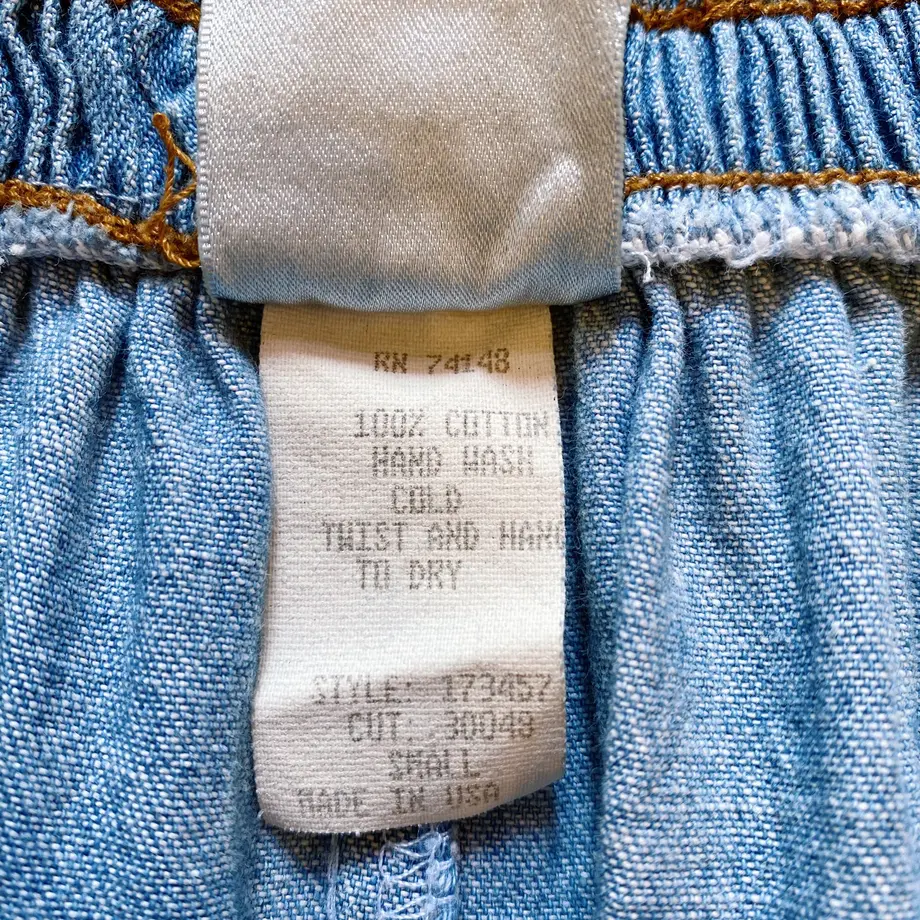 RN 74148
100% COTTON
HAND WASH
COLD
TWIST AND HANG
TO DRY
STYLE: 173457
CUT: 30048
SMALL
MADE IN USA